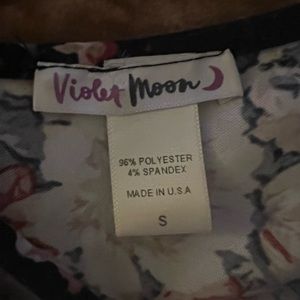 Violet Moon
96% POLYESTER
4% SPANDEX
MADE IN U.S.A
S